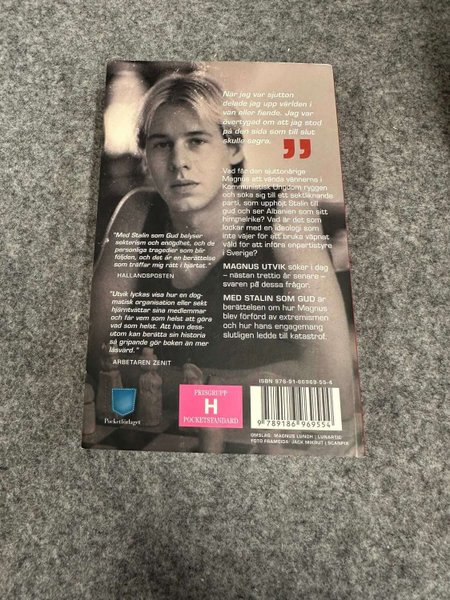 När jag var sjutton
delade jag upp världen i
vän eller fiende. Jag var
övertygad om att jag stod
på den sida som till slut
skulle segra.
”
Vad får den sjuttonårige
Magnus att vända vännerna i
Kommunistisk Ungdom ryggen
och söka sig till ett sektliknande
parti, som upphöjt Stalin till
gud och ser Albanien som sitt
himmelrike? Vad är det som
lockar med en ideologi som
inte väjer för att bruka väpnat
våld för att införa enpartistyre
i Sverige?
MAGNUS UTVIK söker i dag
– nästan trettio år senare –
svaren på dessa frågor.
MED STALIN SOM GUD är
berättelsen om hur Magnus
blev förförd av extremismen
och hur hans engagemang
slutligen ledde till katastrof.
"Med Stalin som Gud belyser
sekterism och enögdhet, och de
personliga tragedier som blir
följden, och det är en berättelse
som träffar mig rätt i hjärtat."
HALLANDSPOSTEN
"Utvik lyckas visa hur en dog-
matisk organisation eller sekt
hjärntvättar sina medlemmar
och får vem som helst att göra
vad som helst. Att han dess-
utom kan berätta sin historia
så gripande gör boken än mer
läsvärd."
ARBETAREN ZENIT
Pocketförlaget
PRISGRUPP
H
POCKETSTANDARD
ISBN 978-91-86969-55-4
9 789186 969554
OMSLAG: MAGNUS LUNDH | LUNARTID
FOTO FRAMSIDA: JACK MIKRUT | SCANPIX